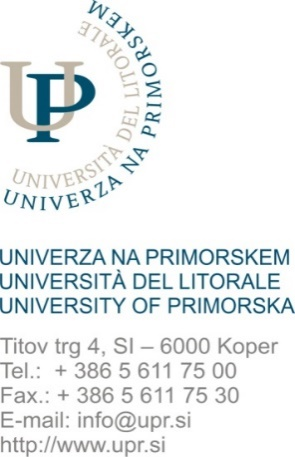 UNIVERZA NA PRIMORSKEM
UNIVERSITÀ DEL LITORALE
UP
UNIVERZA NA PRIMORSKEM
UNIVERSITÀ DEL LITORALE
UNIVERSITY OF PRIMORSKA
Titov trg 4, SI – 6000 Koper
Tel.: + 386 5 611 75 00
Fax.: + 386 5 611 75 30
E-mail: info@upr.si
http://www.upr.si